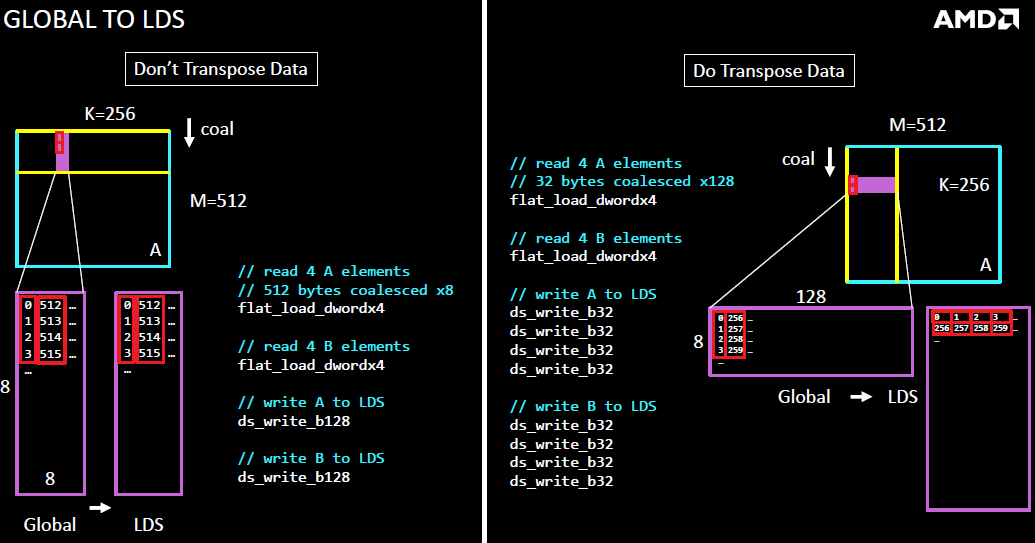 GLOBAL TO LDS
AMD
Don't Transpose Data
K=256
coal
M=512
A
// read 4 A elements
// 512 bytes coalesced x8
flat_load_dwordx4
// read 4 B elements
flat_load_dwordx4
// write A to LDS
ds_write_b128
// write B to LDS
ds_write_b128
0 512 …
1 513 …
2 514 …
3 515 …
…
8
8
Global
0 512 …
1 513 …
2 514 …
3 515 …
…
LDS
Do Transpose Data
// read 4 A elements
// 32 bytes coalesced x128
flat_load_dwordx4
// read 4 B elements
flat_load_dwordx4
// write A to LDS
ds_write_b32
ds_write_b32
ds_write_b32
ds_write_b32
// write B to LDS
ds_write_b32
ds_write_b32
ds_write_b32
ds_write_b32
M=512
coal
K=256
A
128
8
0 256 …
1 257 …
2 258 …
3 259 …
…
Global
LDS
0 1 2 3 …
256 257 258 259 …
…